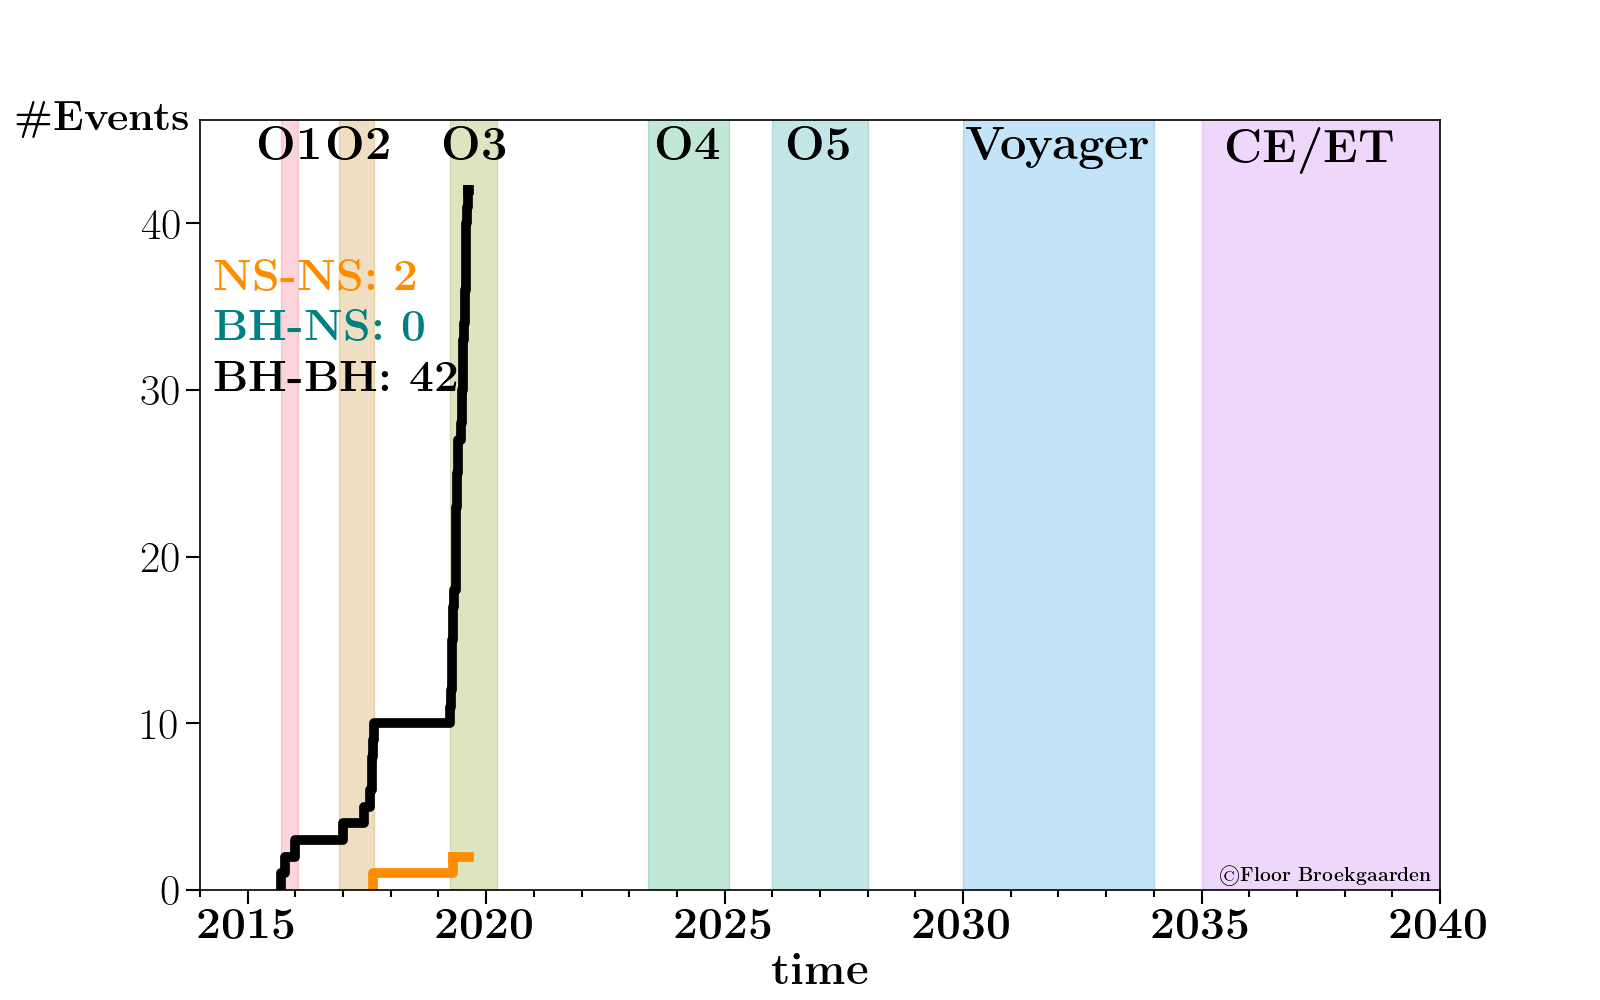 #Events
O1 O2 O3 O4 O5 Voyager CE/ET
40
NS-NS: 2
BH-NS: 0
BH-BH: 42
30
20
10
©Floor Broekgaarden
0
2015 2020 2025 2030 2035 2040
time